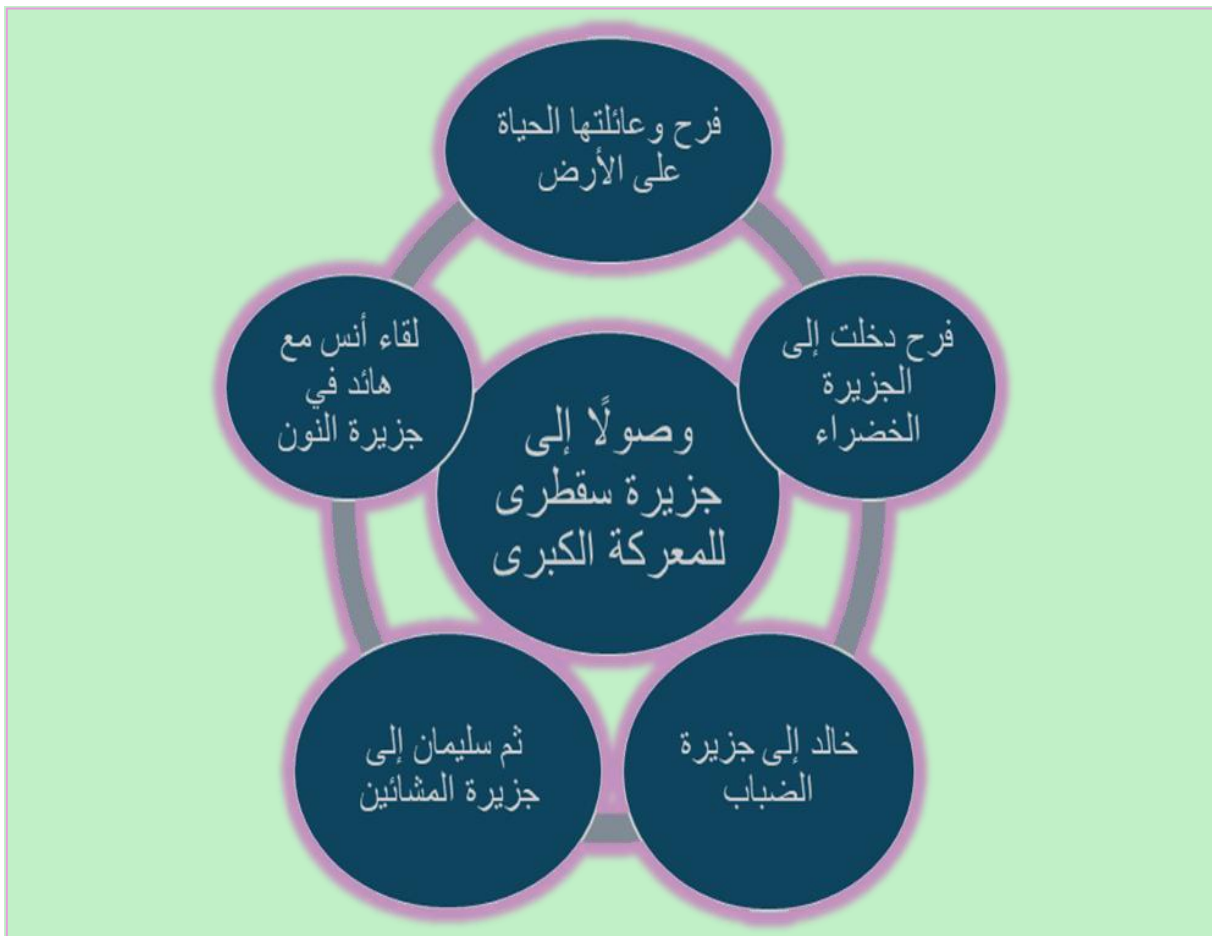 فرح وعائلتها الحياة
على الأرض
فرح دخلت إلى
الجزيرة
الخضراء
خالد إلى جزيرة
الضباب
ثم سليمان إلى
جزيرة المشائين
لقاء أنس مع
هائد في
جزيرة النون
وصولًا إلى
جزيرة سقطرى
للمعركة الكبرى